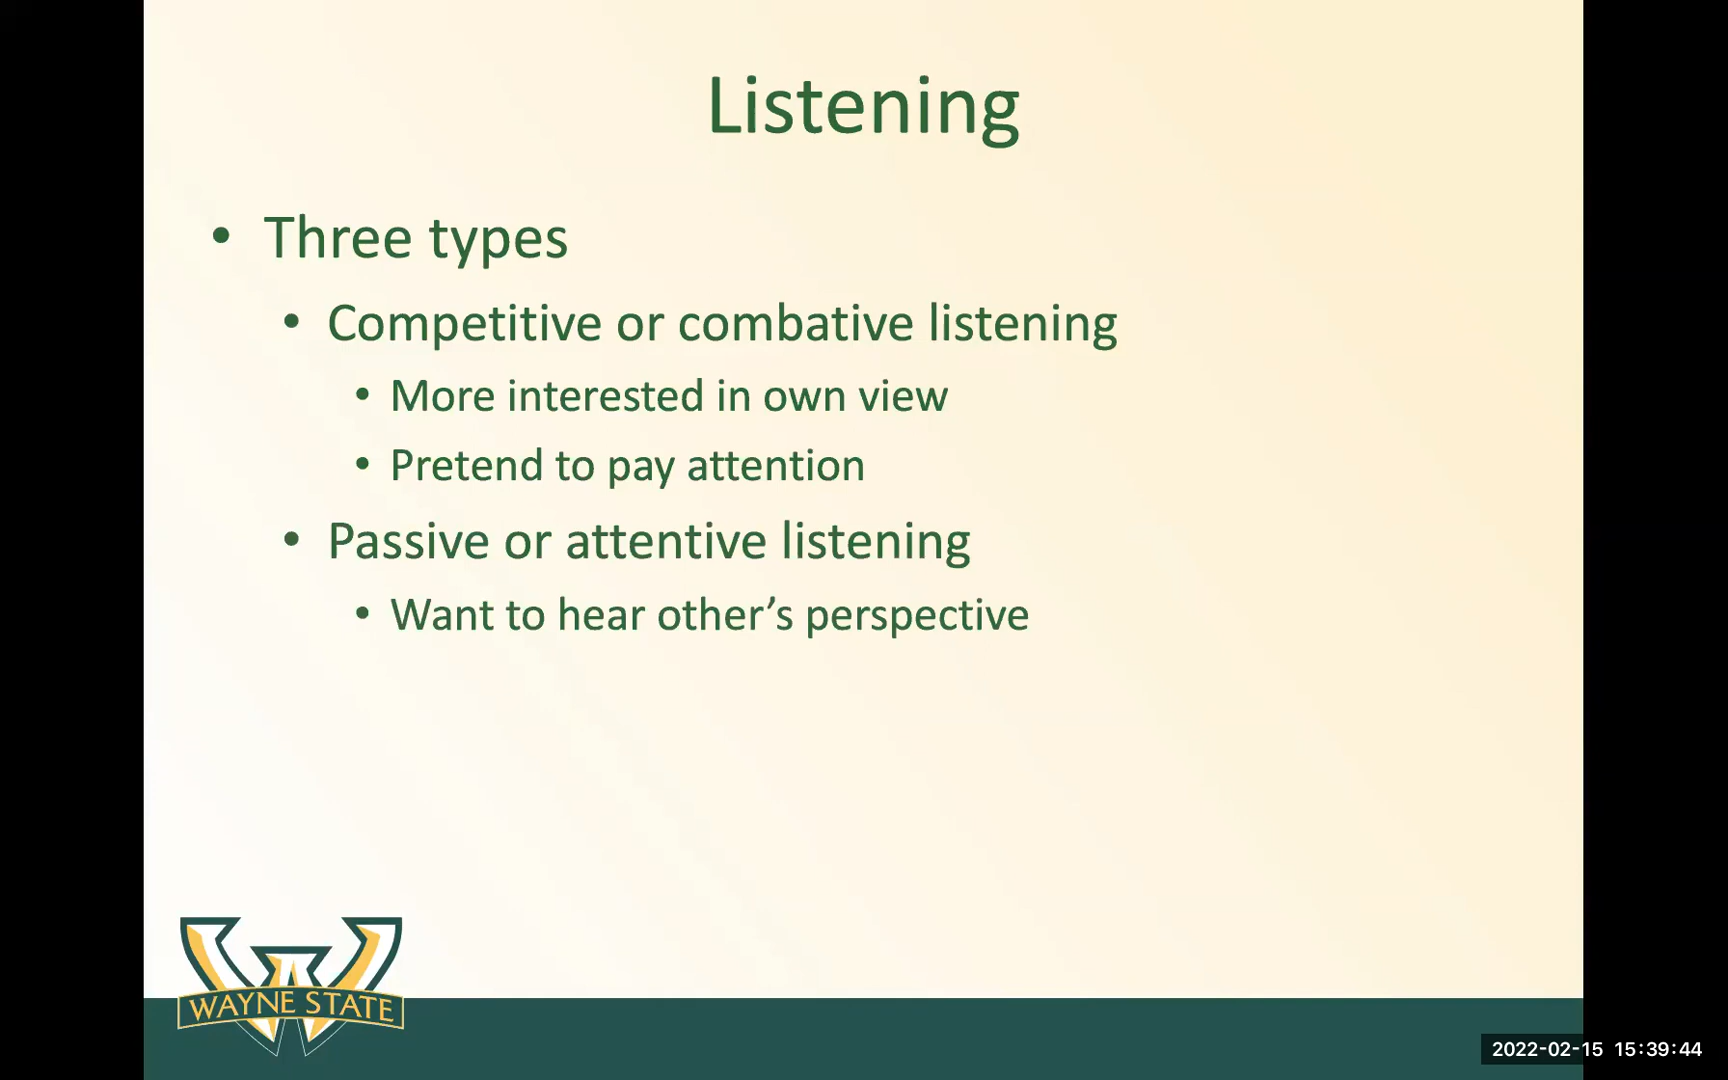 Listening
• Three types
• Competitive or combative listening
• More interested in own view
• Pretend to pay attention
• Passive or attentive listening
• Want to hear other’s perspective
WAYNE STATE
2022-02-15 15:39:44